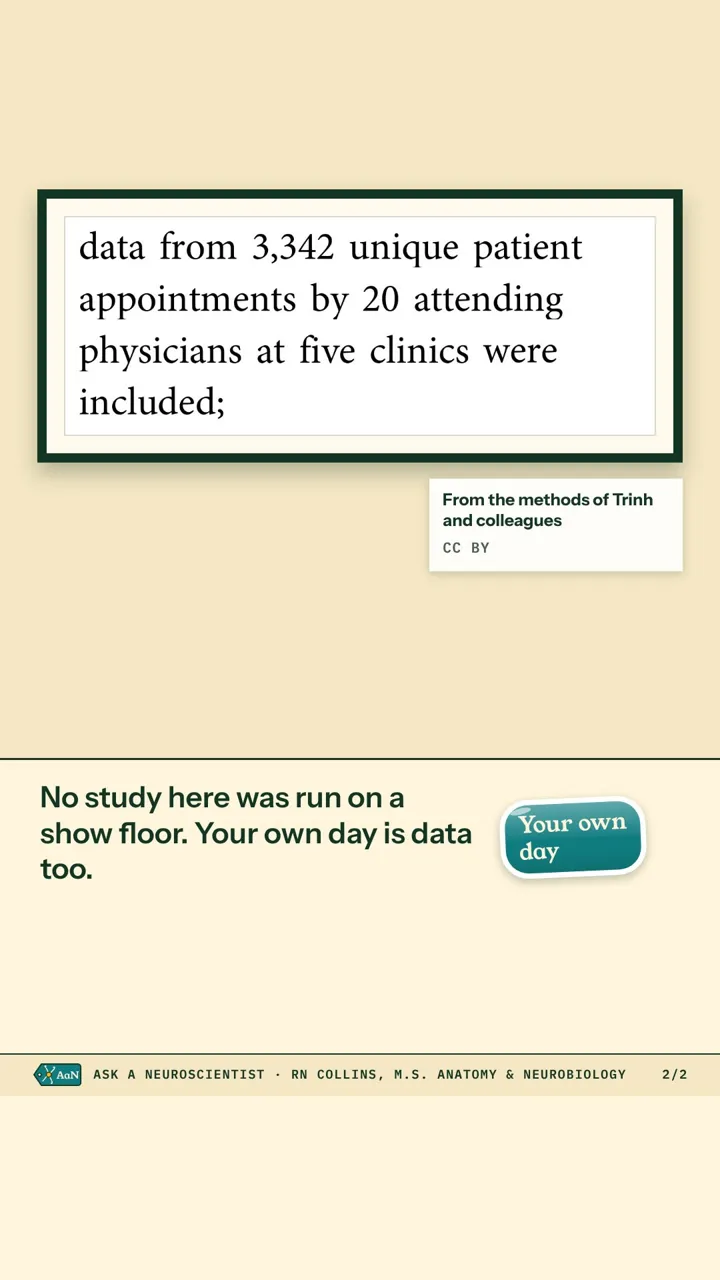 data from 3,342 unique patient
appointments by 20 attending
physicians at five clinics were
included;
From the methods of Trinh
and colleagues
CC BY
No study here was run on a
show floor. Your own day is data
too.
Your own
day
AaN
ASK A NEUROSCIENTIST · RN COLLINS, M.S. ANATOMY & NEUROBIOLOGY
2/2